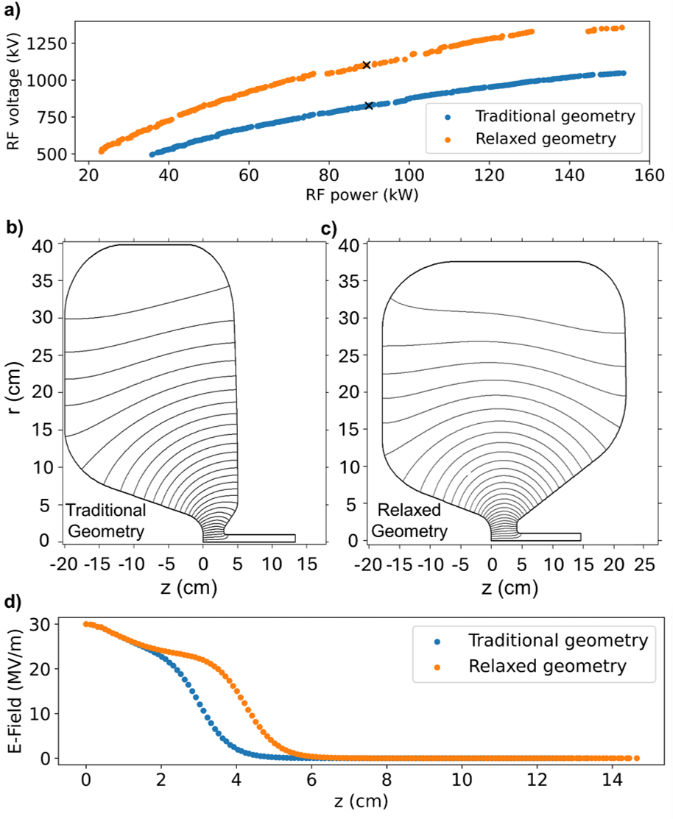 a)
RF voltage (kV)
1250
1000
750
500
Traditional geometry
Relaxed geometry
20 40 60 80 100 120 140 160
RF power (kW)
b)
c)
r (cm)
40
35
30
25
20
15
10
5
0
Traditional
Geometry
-20 -15 -10 -5 0 5 10 15
z (cm)
40
35
30
25
20
15
10
5
0
Relaxed
Geometry
-20 -15 -10 -5 0 5 10 15 20 25
z (cm)
d)
E-Field (MV/m)
30
20
10
0
Traditional geometry
Relaxed geometry
0 2 4 6 8 10 12 14
z (cm)